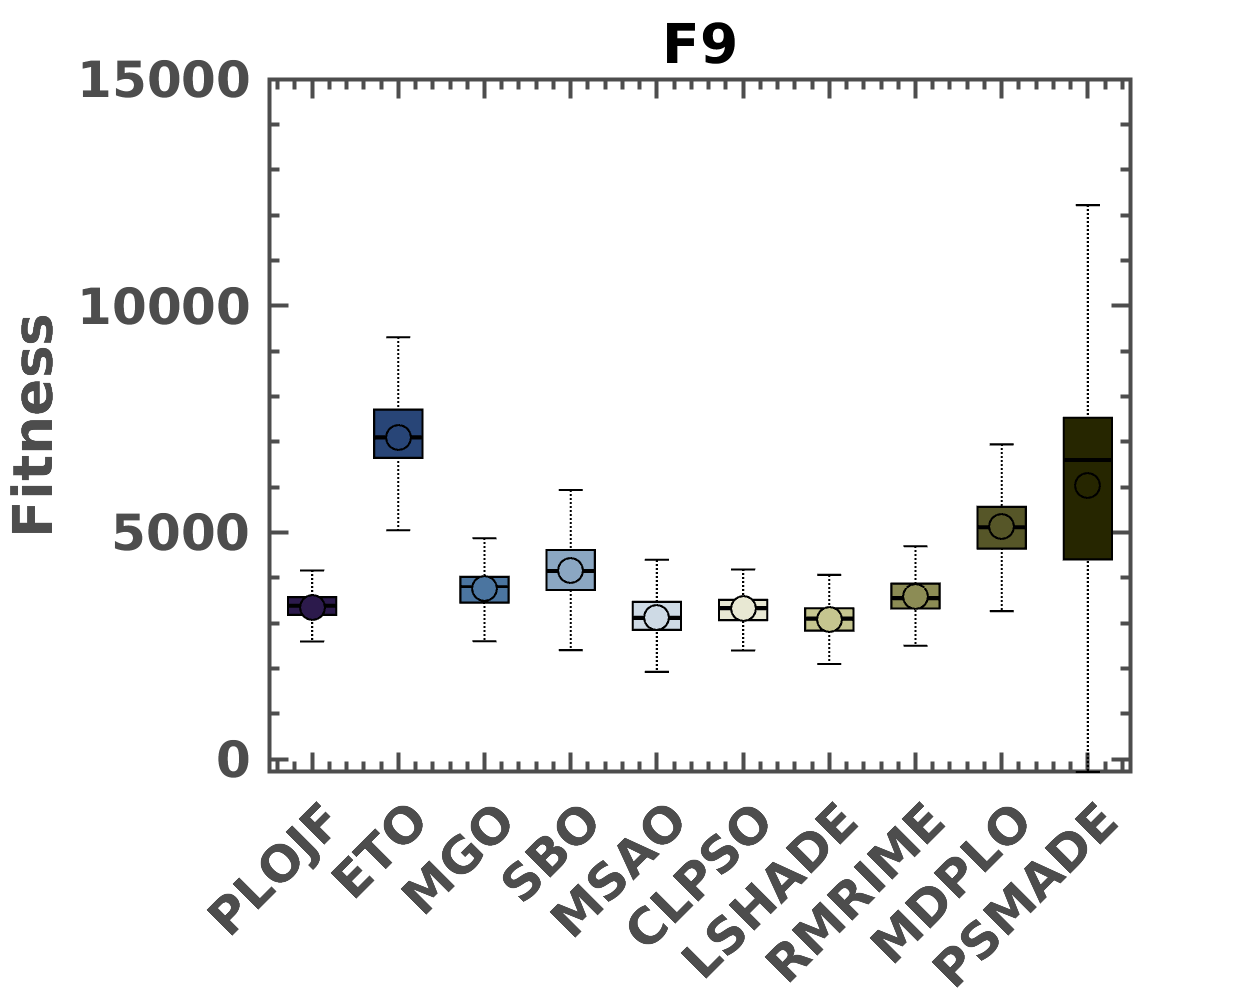 F9
15000
10000
5000
0
Fitness
PLOJF
ETO
MGO
SBO
MSAO
CLPSO
LSHADE
RMRIME
MDPLO
PSMADE